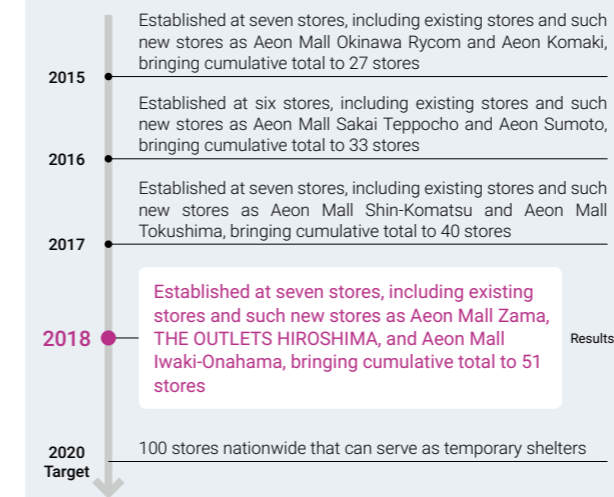 Established at seven stores, including existing stores and such
new stores as Aeon Mall Okinawa Rycom and Aeon Komaki,
bringing cumulative total to 27 stores
2015
Established at six stores, including existing stores and such
new stores as Aeon Mall Sakai Teppocho and Aeon Sumoto,
bringing cumulative total to 33 stores
2016
Established at seven stores, including existing stores and such
new stores as Aeon Mall Shin-Komatsu and Aeon Mall
Tokushima, bringing cumulative total to 40 stores
2017
Established at seven stores, including existing
stores and such new stores as Aeon Mall Zama,
THE OUTLETS HIROSHIMA, and Aeon Mall
Iwaki-Onahama, bringing cumulative total to 51
stores
2018
Results
100 stores nationwide that can serve as temporary shelters
2020
Target